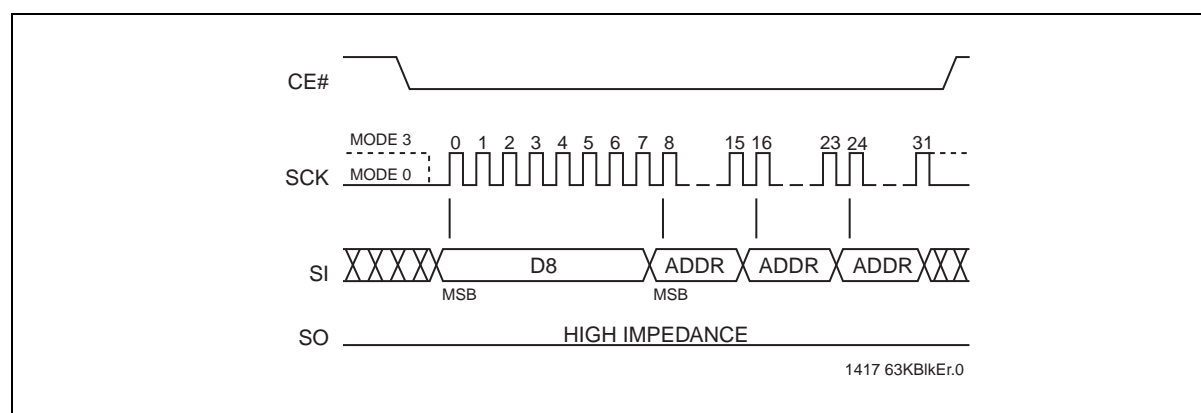 CE#
MODE 3
0 1 2 3 4 5 6 7 8 15 16 23 24 31
SCK MODE 0
SI D8 ADDR ADDR ADDR
MSB MSB
SO HIGH IMPEDANCE
1417 63KBlkEr.0